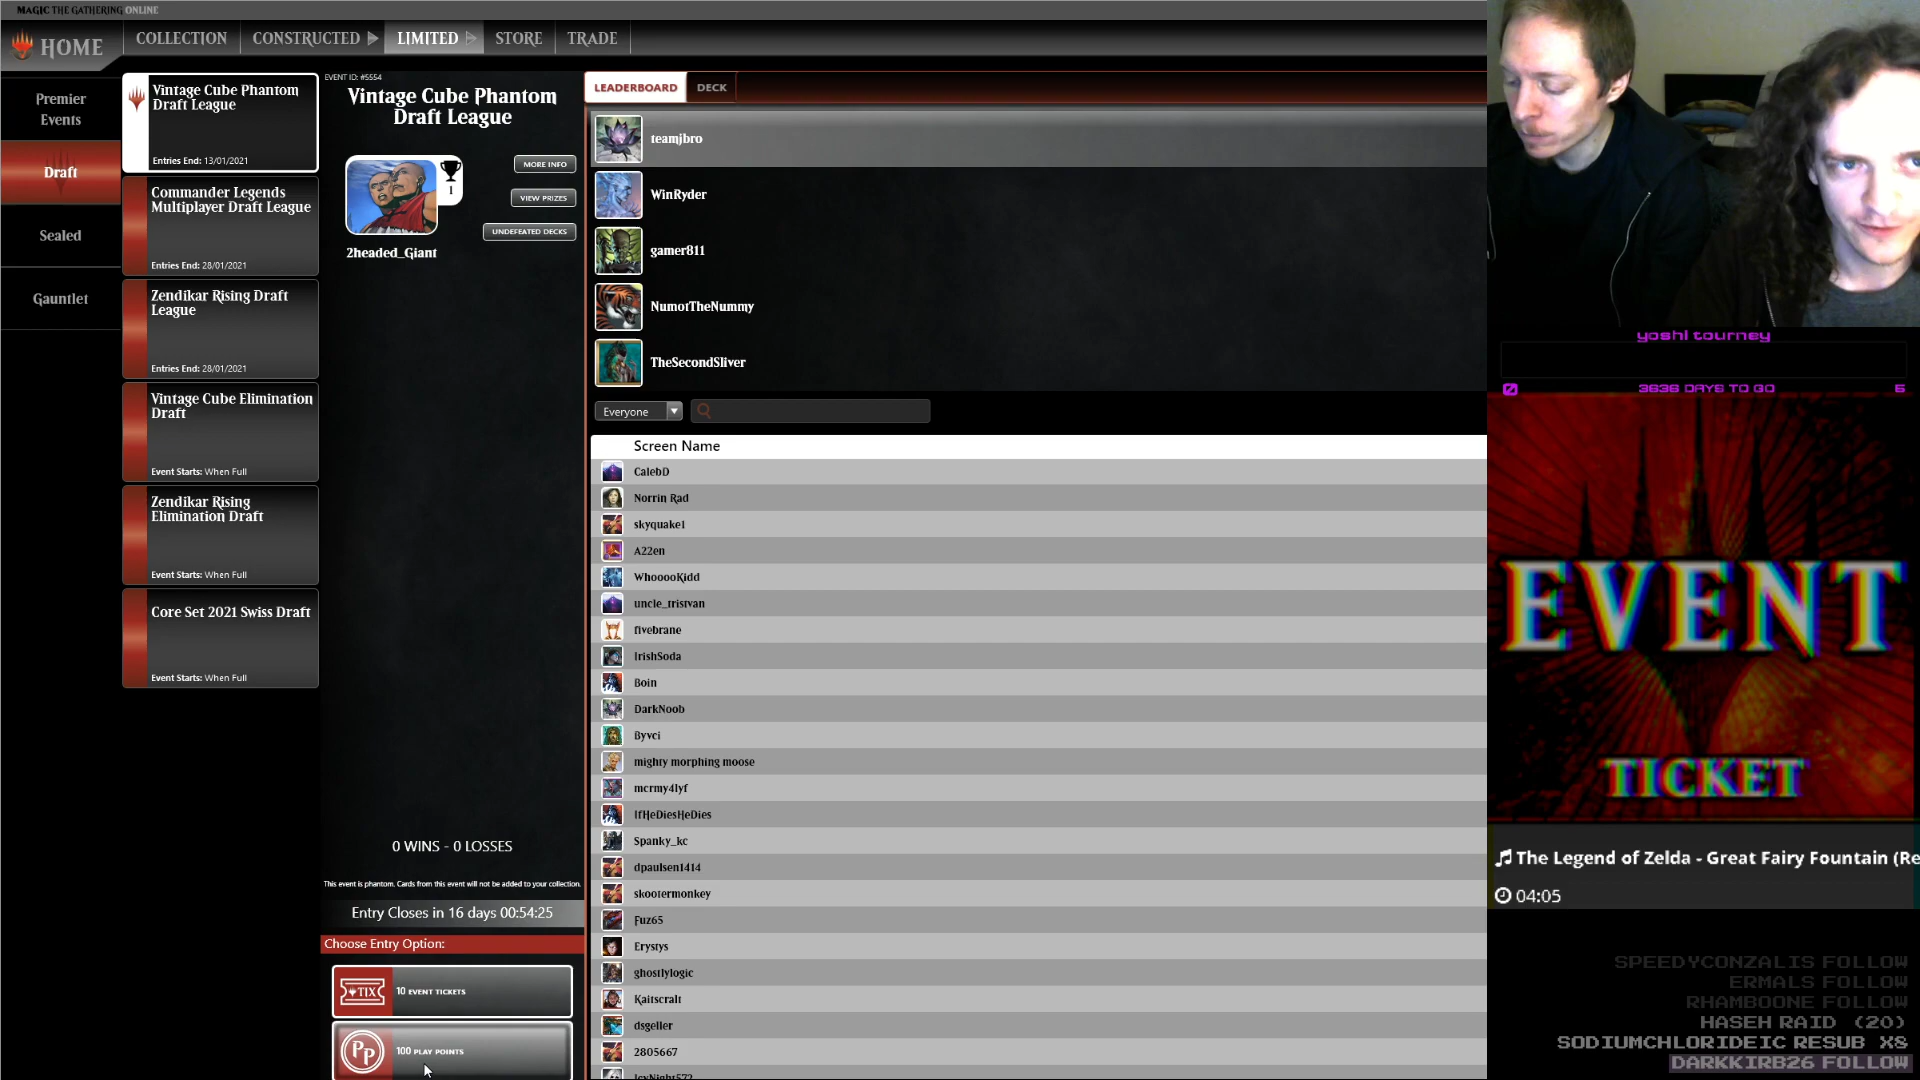 MAGIC THE GATHERING ONLINE
HOME
COLLECTION
CONSTRUCTED
LIMITED
STORE
TRADE
Premier
Events
Draft
Sealed
Gauntlet
Vintage Cube Phantom
Draft League
Entries End: 13/01/2021
Commander Legends
Multiplayer Draft League
Entries End: 28/01/2021
Zendikar Rising Draft
League
Entries End: 28/01/2021
Vintage Cube Elimination
Draft
Event Starts: When Full
Zendikar Rising
Elimination Draft
Event Starts: When Full
Core Set 2021 Swiss Draft
Event Starts: When Full
EVENT ID: #5554
Vintage Cube Phantom
Draft League
1
MORE INFO
VIEW PRIZES
UNDEFEATED DECKS
2headed_Giant
0 WINS - 0 LOSSES
This event is phantom. Cards from this event will not be added to your collection.
Entry Closes in 16 days 00:54:25
Choose Entry Option:
TIX
10 EVENT TICKETS
PP
100 PLAY POINTS
LEADERBOARD
DECK
teamjbro
WinRyder
gamer811
NumotTheNummy
TheSecondSliver
Everyone
Screen Name
CalebD
Norrin Rad
skyquake1
A22en
WhooooKidd
uncle_tristvan
fivebrane
IrishSoda
Boin
DarkNoob
Byvci
mighty morphing moose
mcrmy4lyf
IfHeDiesHeDies
Spanky_kc
dpaulsen1414
skootermonkey
Fuz65
Erystys
ghostlylogic
Kaitscralt
dsgeller
2805667
IcyNight572
yoshi tourney
0
3636 DAYS TO GO
5
EVENT
TICKET
The Legend of Zelda - Great Fairy Fountain (Re
04:05
SPEEDYCONZALIS FOLLOW
ERMALS FOLLOW
RHAMBOONE FOLLOW
HASEH RAID (20)
SODIUMCHLORIDEIC RESUB X8
DARKKIRB26 FOLLOW